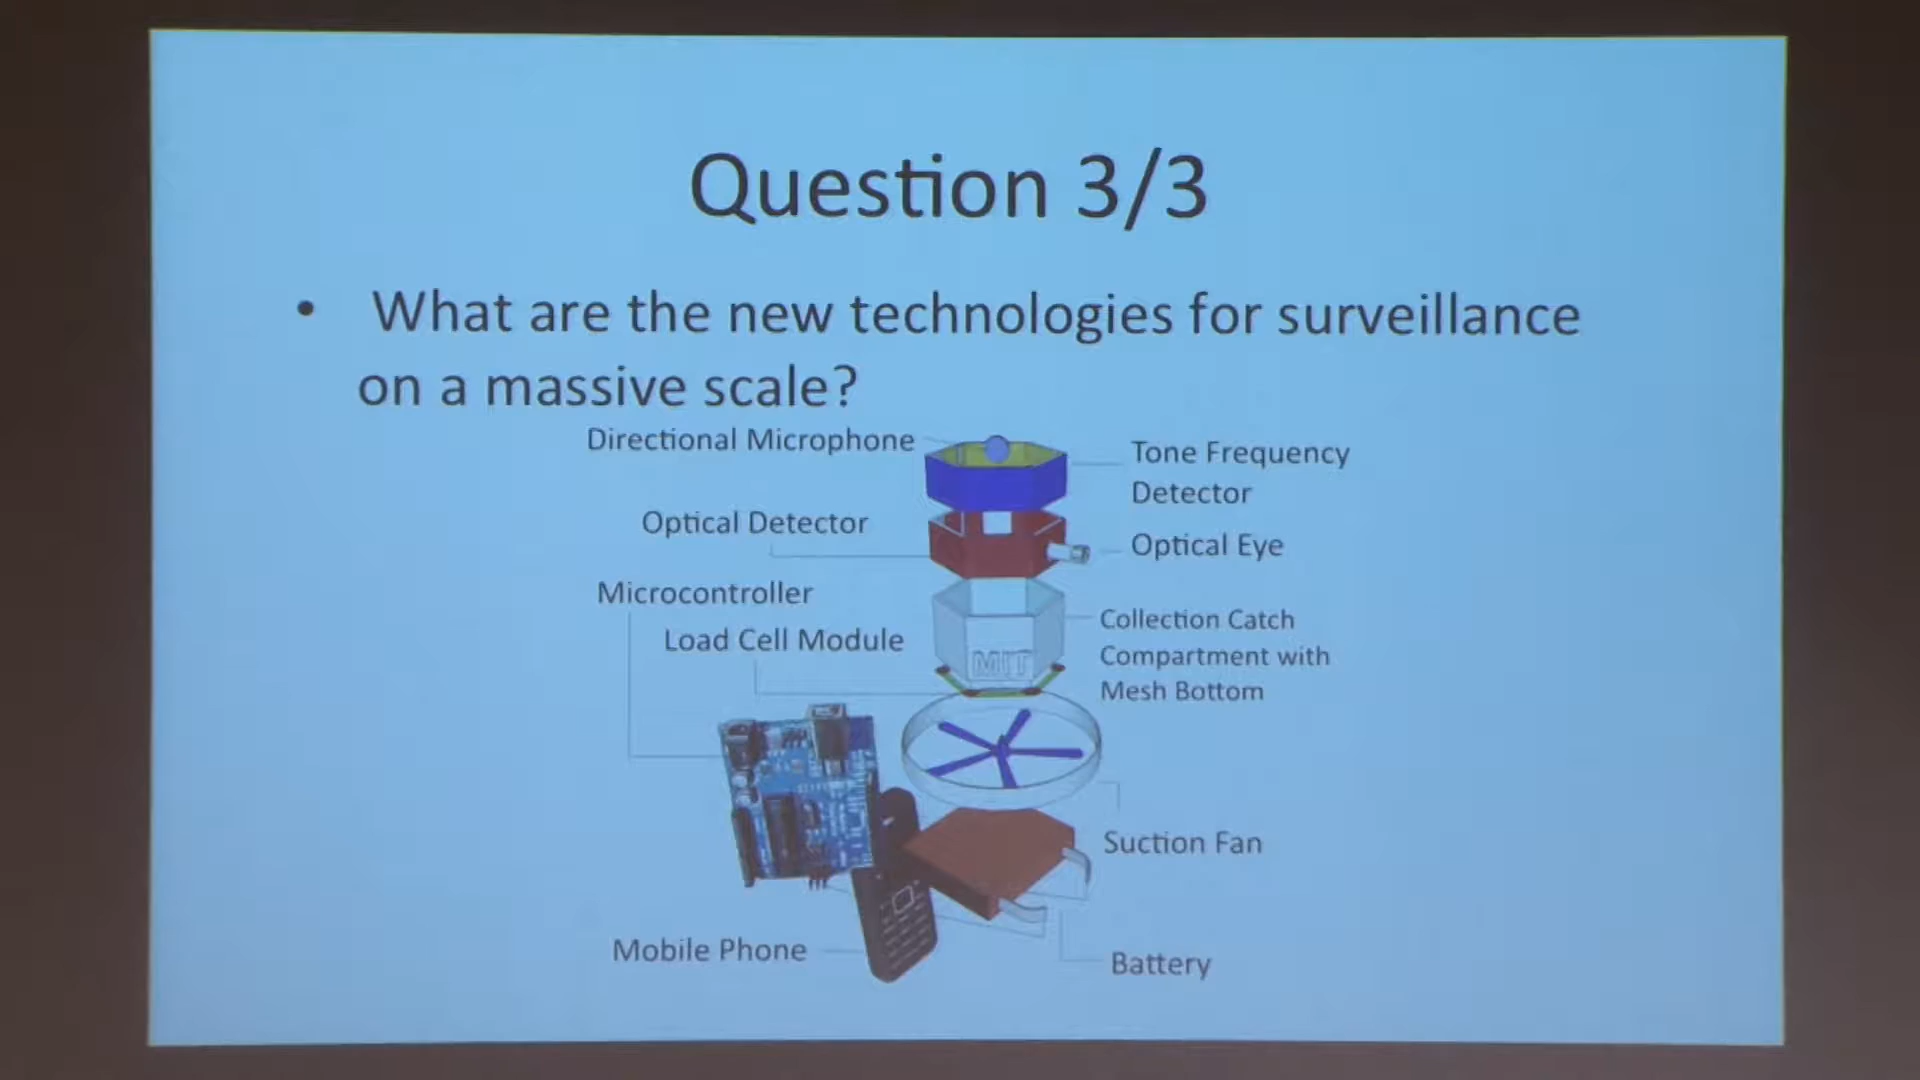 Question 3/3
• What are the new technologies for surveillance
on a massive scale?
Directional Microphone
Tone Frequency
Detector
Optical Detector
Optical Eye
Microcontroller
Load Cell Module
Collection Catch
Compartment with
Mesh Bottom
MIT
Suction Fan
Mobile Phone
Battery